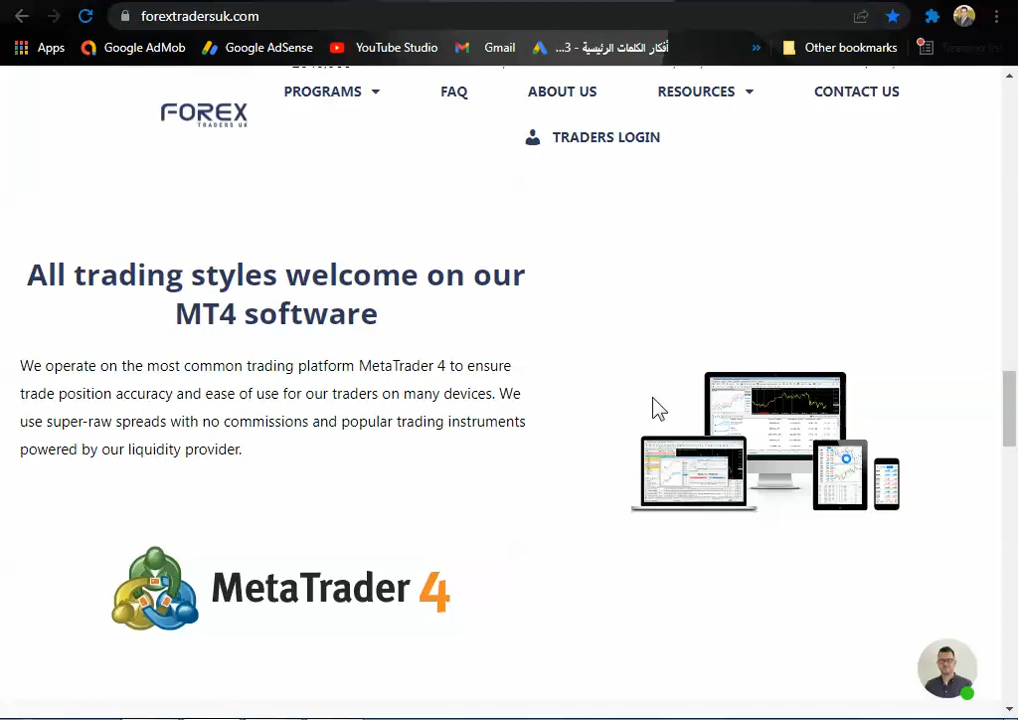 forextradersuk.com
Apps Google AdMob Google AdSense YouTube Studio Gmail أفكار الكلمات الرئيسية - 3... » Other bookmarks
PROGRAMS FAQ ABOUT US RESOURCES CONTACT US
FOREX
TRADERS UK
TRADERS LOGIN
All trading styles welcome on our
MT4 software
We operate on the most common trading platform MetaTrader 4 to ensure
trade position accuracy and ease of use for our traders on many devices. We
use super-raw spreads with no commissions and popular trading instruments
powered by our liquidity provider.
MetaTrader 4